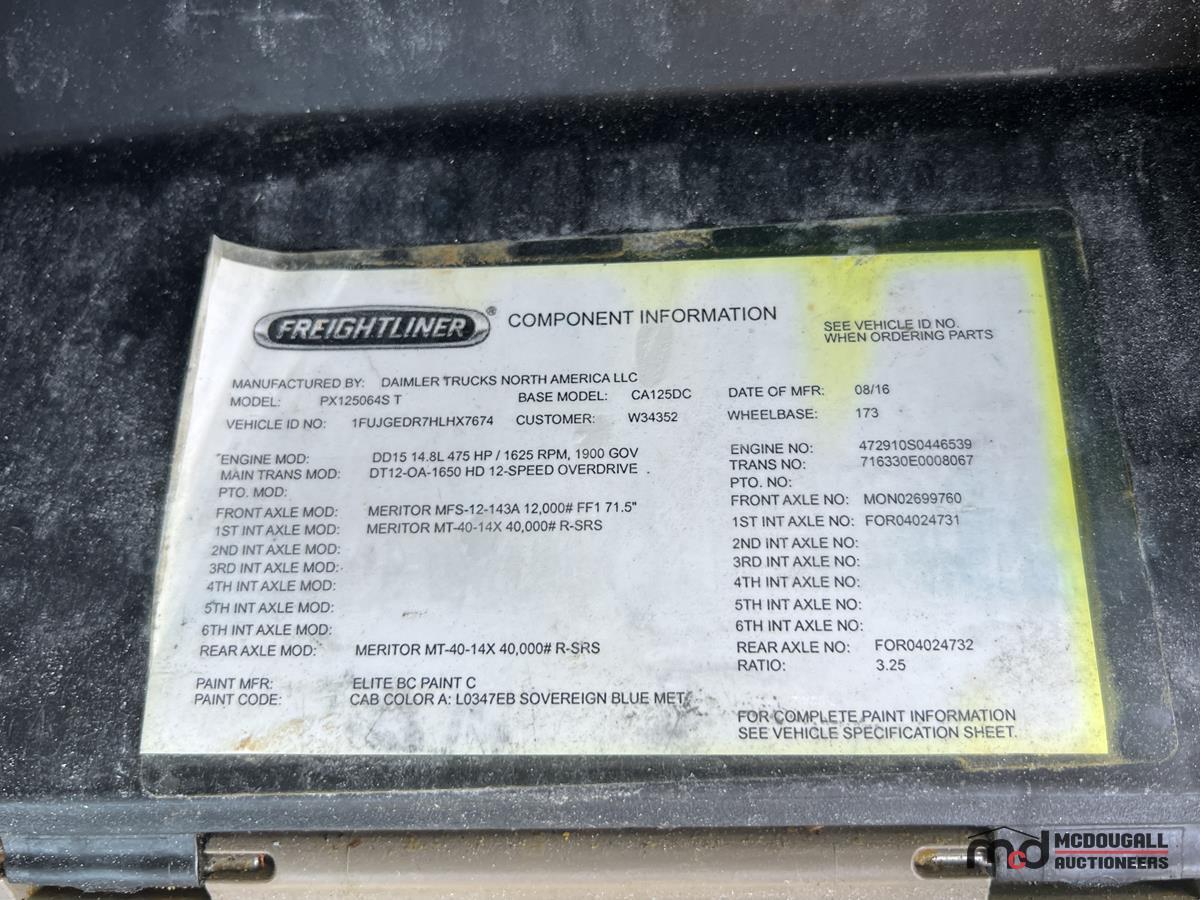 FREIGHTLINER® COMPONENT INFORMATION
SEE VEHICLE ID NO.
WHEN ORDERING PARTS
MANUFACTURED BY: DAIMLER TRUCKS NORTH AMERICA LLC
MODEL: PX125064S T BASE MODEL: CA125DC DATE OF MFR: 08/16
VEHICLE ID NO: 1FUJGEDR7HLHX7674 CUSTOMER: W34352 WHEELBASE: 173
ENGINE MOD: DD15 14.8L 475 HP / 1625 RPM, 1900 GOV ENGINE NO: 472910S0446539
MAIN TRANS MOD: DT12-OA-1650 HD 12-SPEED OVERDRIVE TRANS NO: 716330E0008067
PTO. MOD: PTO. NO:
FRONT AXLE MOD: MERITOR MFS-12-143A 12,000# FF1 71.5" FRONT AXLE NO: MON02699760
1ST INT AXLE MOD: MERITOR MT-40-14X 40,000# R-SRS 1ST INT AXLE NO: FOR04024731
2ND INT AXLE MOD: 2ND INT AXLE NO:
3RD INT AXLE MOD: 3RD INT AXLE NO:
4TH INT AXLE MOD: 4TH INT AXLE NO:
5TH INT AXLE MOD: 5TH INT AXLE NO:
6TH INT AXLE MOD: 6TH INT AXLE NO:
REAR AXLE MOD: MERITOR MT-40-14X 40,000# R-SRS REAR AXLE NO: FOR04024732
RATIO: 3.25
PAINT MFR: ELITE BC PAINT C
PAINT CODE: CAB COLOR A: L0347EB SOVEREIGN BLUE MET
FOR COMPLETE PAINT INFORMATION
SEE VEHICLE SPECIFICATION SHEET.
mcd MCDOUGALL
AUCTIONEERS